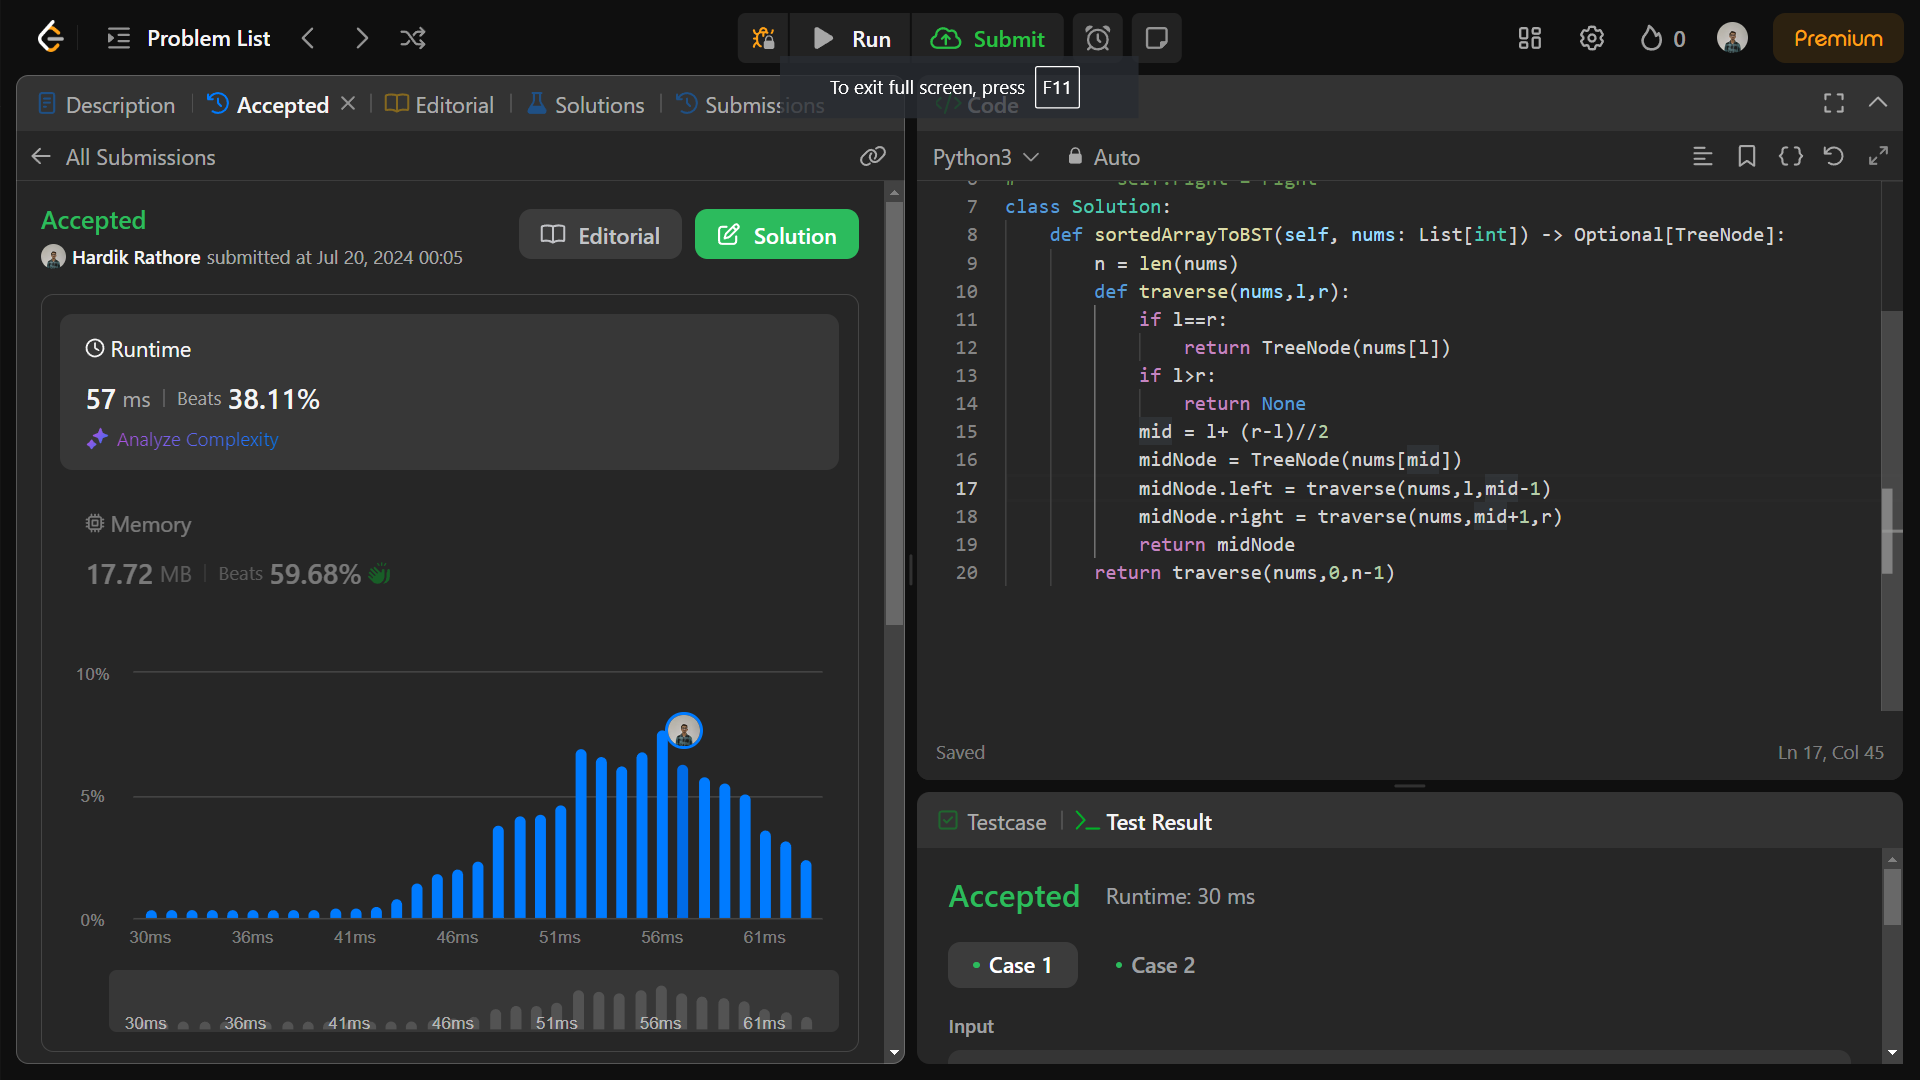 Problem List
Run
Submit
0
Premium
To exit full screen, press F11
Description
Accepted
Editorial
Solutions
Submissions
Code
All Submissions
Accepted
Hardik Rathore submitted at Jul 20, 2024 00:05
Editorial
Solution
Runtime
57 ms | Beats 38.11%
Analyze Complexity
Memory
17.72 MB | Beats 59.68%
10%
5%
0%
30ms 36ms 41ms 46ms 51ms 56ms 61ms
30ms 36ms 41ms 46ms 51ms 56ms 61ms
Python3
Auto
6 #         self.right = right
7 class Solution:
8     def sortedArrayToBST(self, nums: List[int]) -> Optional[TreeNode]:
9         n = len(nums)
10         def traverse(nums,l,r):
11             if l==r:
12                 return TreeNode(nums[l])
13             if l>r:
14                 return None
15             mid = l+ (r-l)//2
16             midNode = TreeNode(nums[mid])
17             midNode.left = traverse(nums,l,mid-1)
18             midNode.right = traverse(nums,mid+1,r)
19             return midNode
20         return traverse(nums,0,n-1)
Saved
Ln 17, Col 45
Testcase
Test Result
Accepted
Runtime: 30 ms
Case 1
Case 2
Input